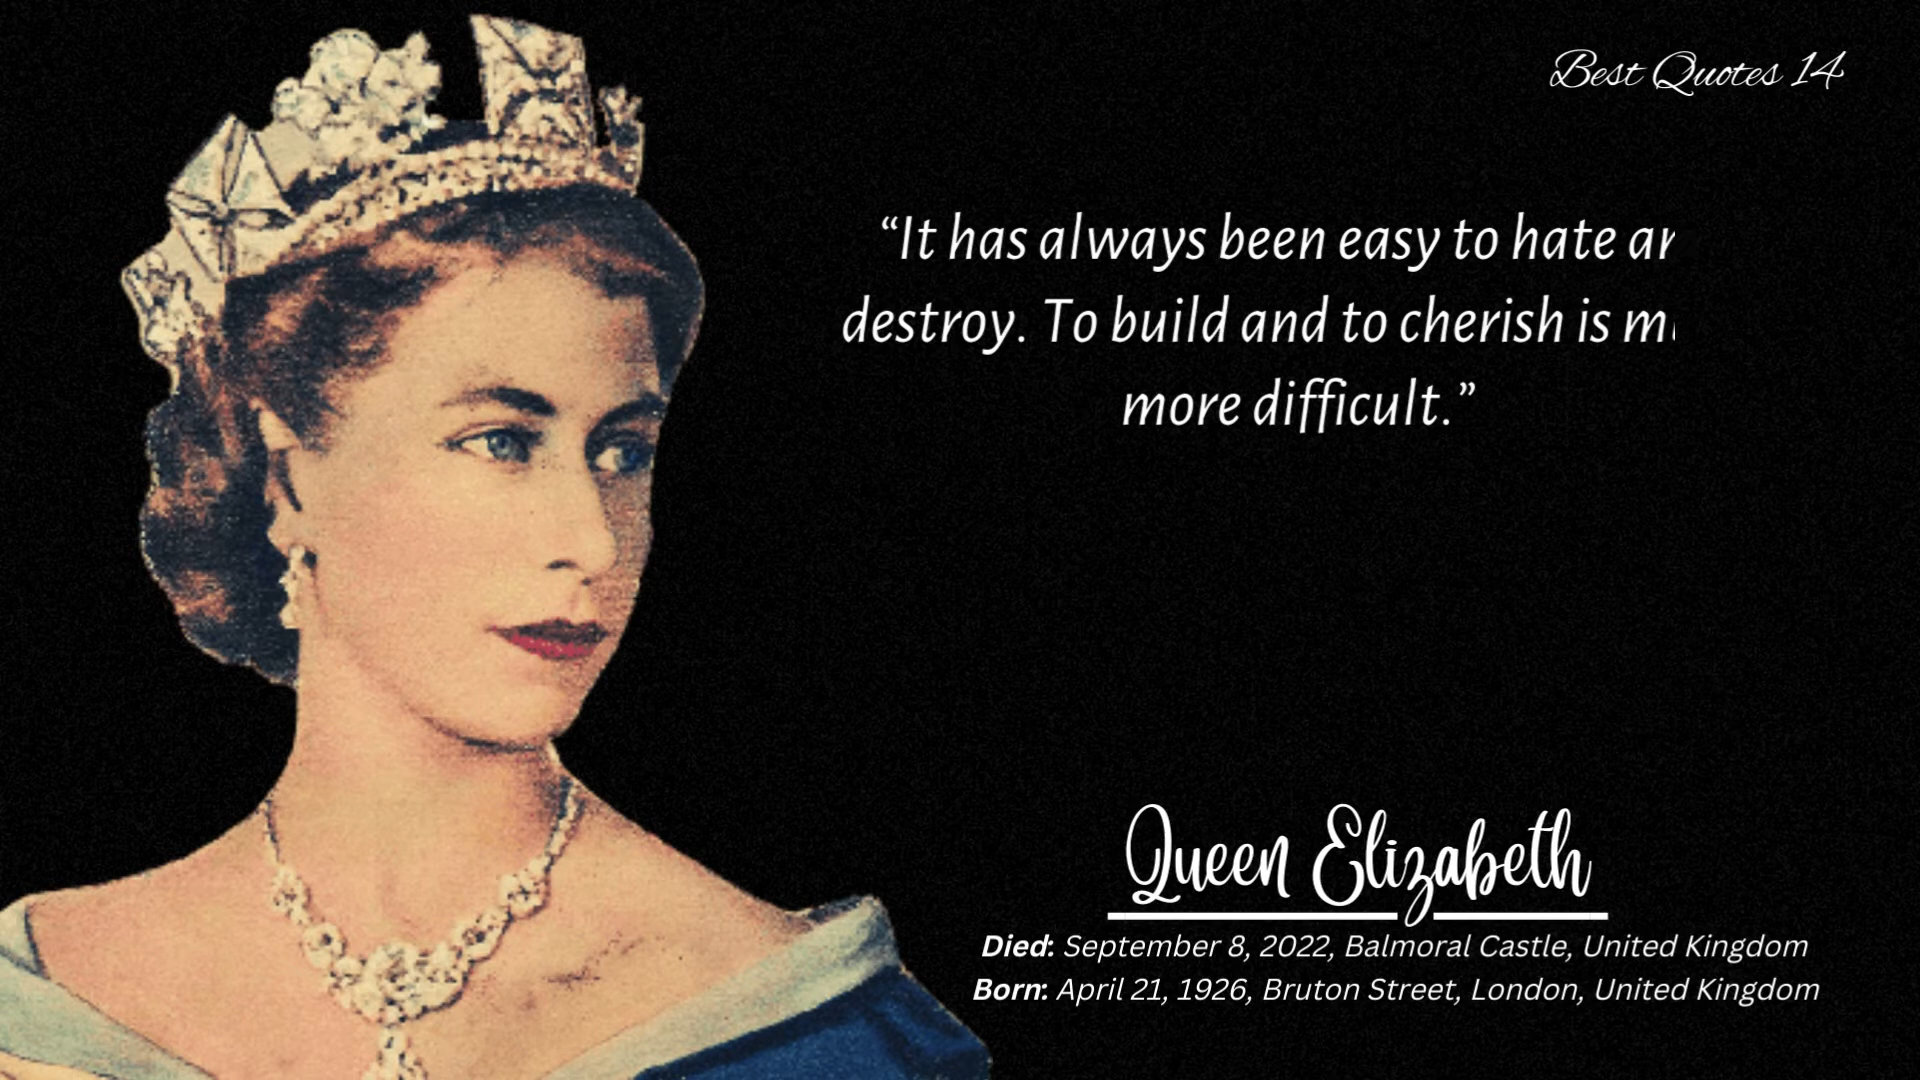 Best Quotes 14
“It has always been easy to hate
destroy. To build and to cherish is
more difficult.”
Queen Elizabeth
Died: September 8, 2022, Balmoral Castle, United Kingdom
Born: April 21, 1926, Bruton Street, London, United Kingdom